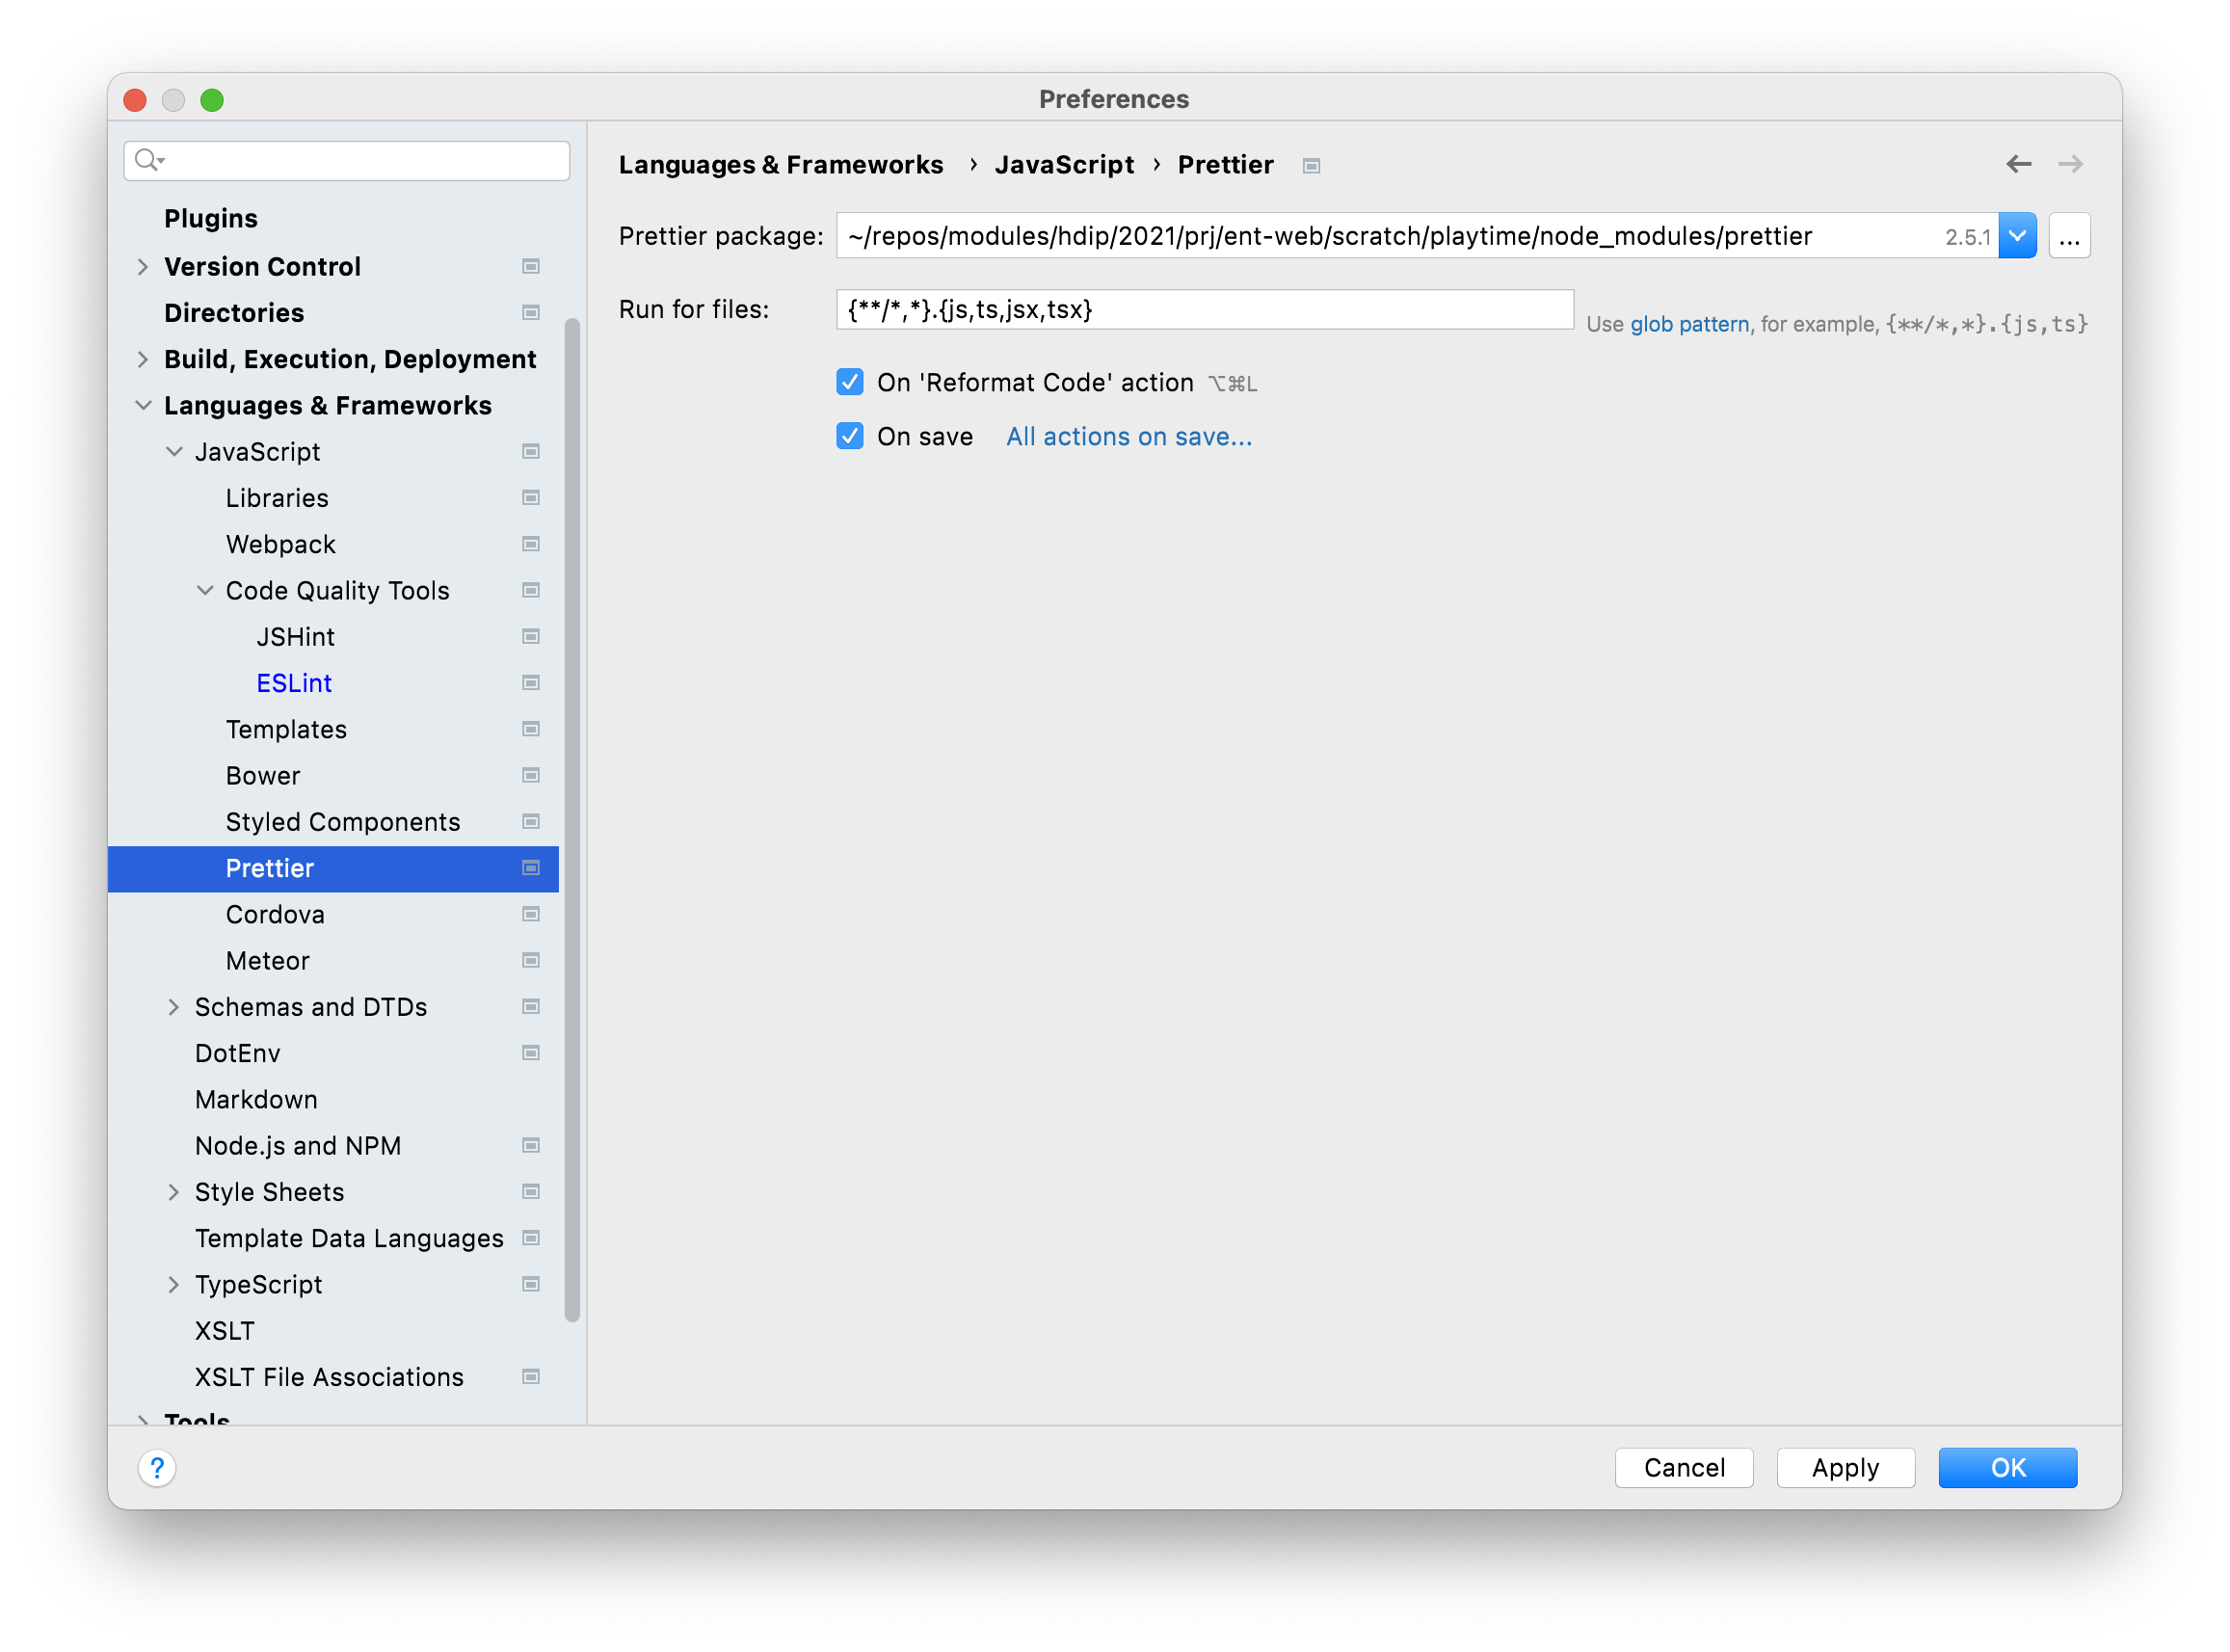 Preferences
Plugins
Version Control
Directories
Build, Execution, Deployment
Languages & Frameworks
JavaScript
Libraries
Webpack
Code Quality Tools
JSHint
ESLint
Templates
Bower
Styled Components
Prettier
Cordova
Meteor
Schemas and DTDs
DotEnv
Markdown
Node.js and NPM
Style Sheets
Template Data Languages
TypeScript
XSLT
XSLT File Associations
Tools
Languages & Frameworks › JavaScript › Prettier
Prettier package: ~/repos/modules/hdip/2021/prj/ent-web/scratch/playtime/node_modules/prettier 2.5.1 ...
Run for files: {**/*,*}.{js,ts,jsx,tsx}
Use glob pattern, for example, {**/*,*}.{js,ts}
On 'Reformat Code' action ⌥⌘L
On save All actions on save...
? Cancel Apply OK